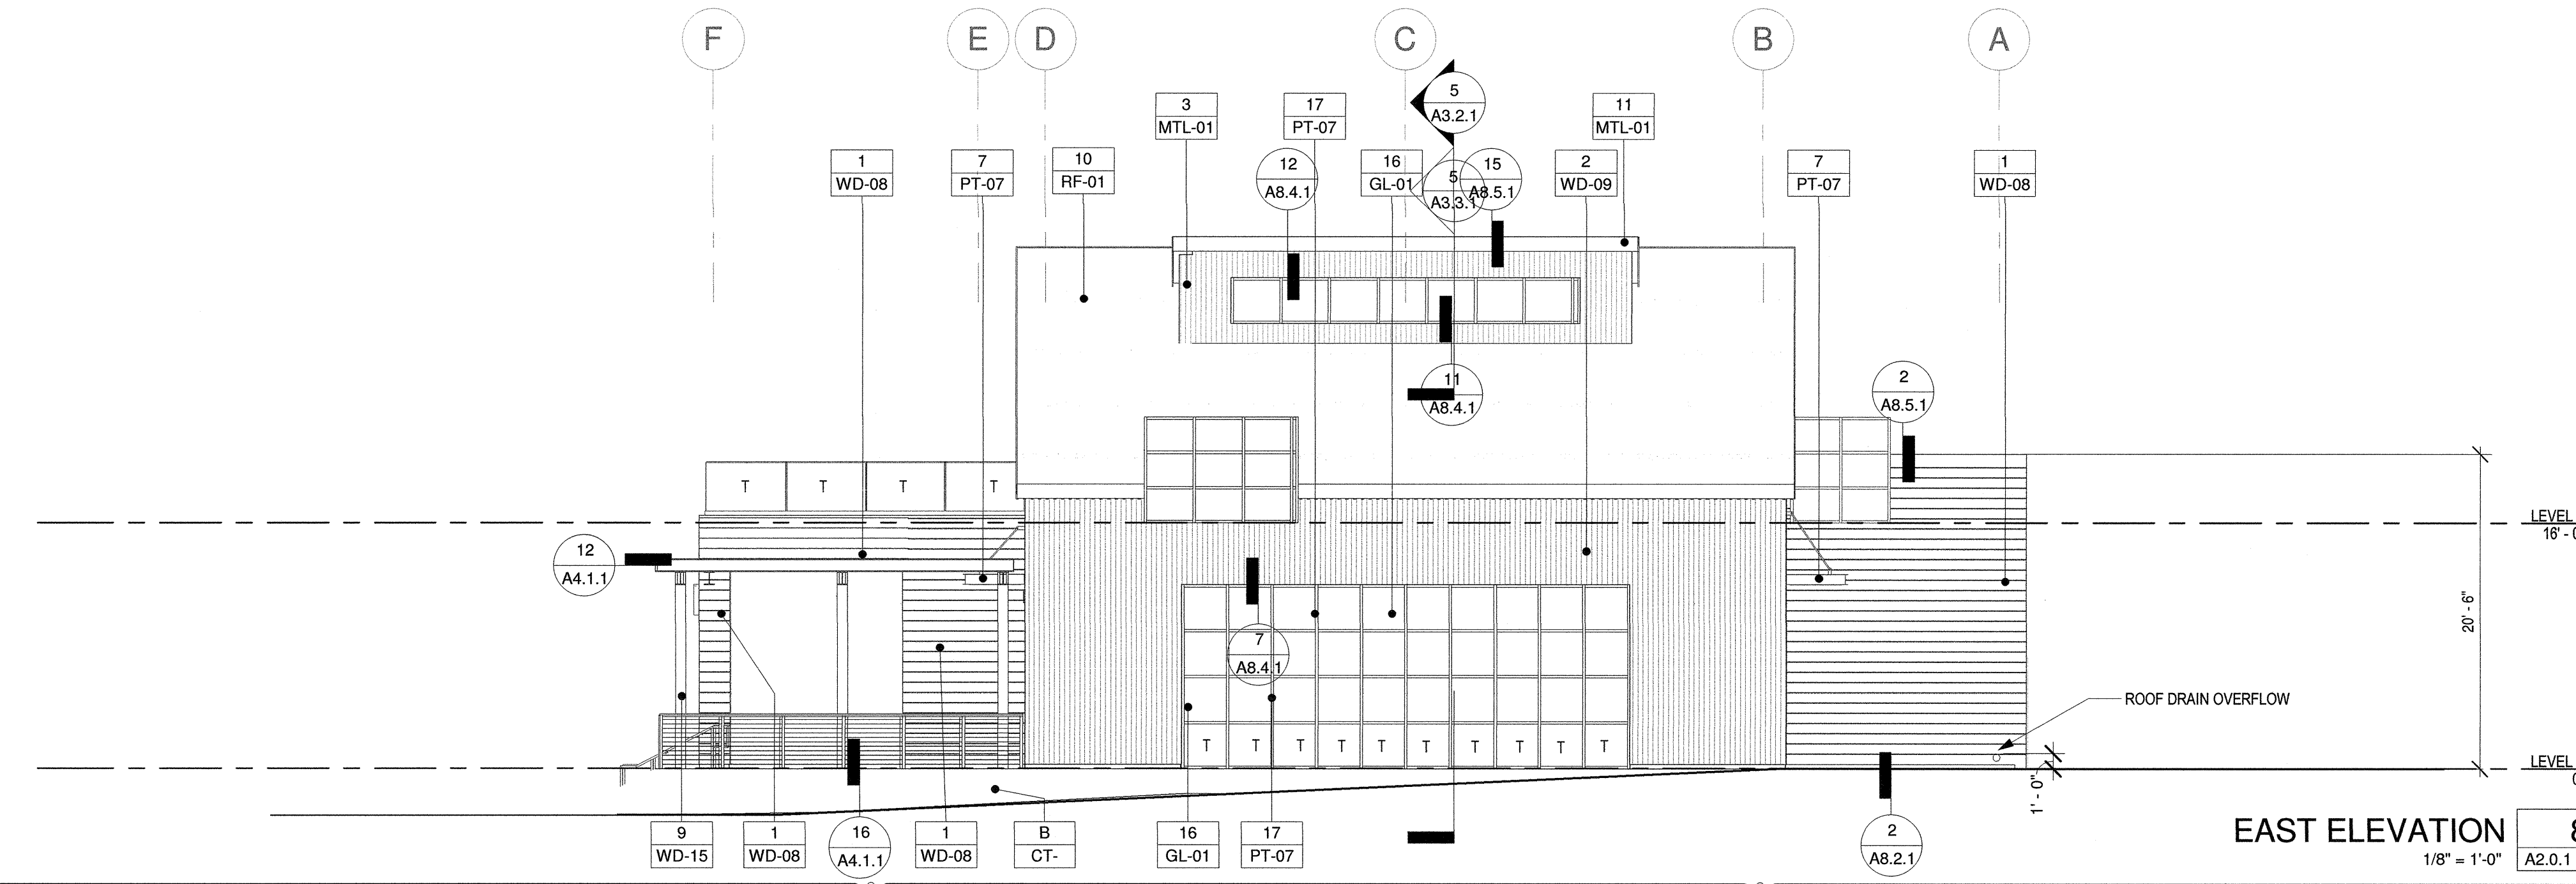 F
E
D
C
B
A
3
MTL-01
17
PT-07
5
A3.2.1
11
MTL-01
1
WD-08
7
PT-07
10
RF-01
12
A8.4.1
16
GL-01
5
A3.3.1
15
A8.5.1
2
WD-09
7
PT-07
1
WD-08
11
A8.4.1
2
A8.5.1
T T T T
LEVEL
16' -
12
A4.1.1
20' - 6"
7
A8.4.1
ROOF DRAIN OVERFLOW
T T T T T T T T T T
LEVEL
1' - 0"
9
WD-15
1
WD-08
16
A4.1.1
1
WD-08
B
CT-
16
GL-01
17
PT-07
2
A8.2.1
EAST ELEVATION
1/8" = 1'-0"
A2.0.1